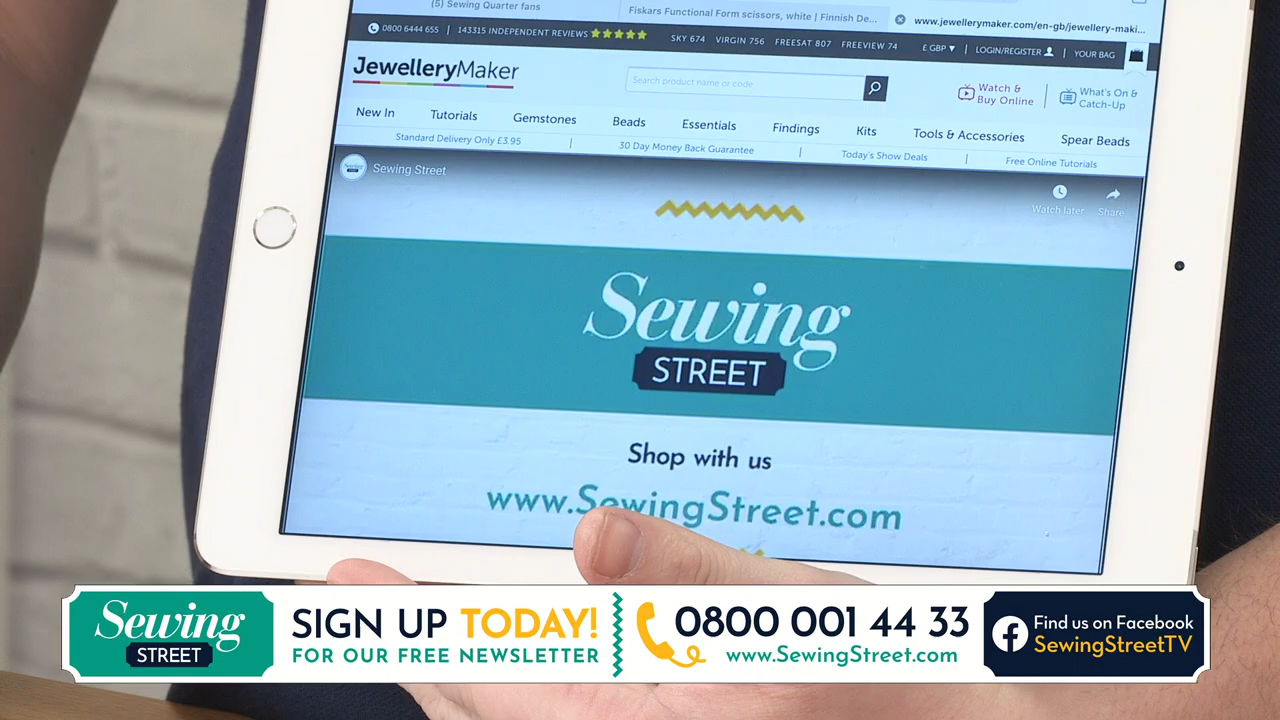 (5) Sewing Quarter fans
Fiskars Functional Form scissors, white | Finnish De...
www.jewellerymaker.com/en-gb/jewellery-maki...
0800 6444 655 | 143315 INDEPENDENT REVIEWS
SKY 674 VIRGIN 756 FREESAT 807 FREEVIEW 74
£ GBP ▼ | LOGIN/REGISTER | YOUR BAG
JewelleryMaker
Search product name or code
Watch &
Buy Online
What's On &
Catch-Up
New In Tutorials Gemstones Beads Essentials Findings Kits Tools & Accessories Spear Beads
Standard Delivery Only £3.95 | 30 Day Money Back Guarantee | Today's Show Deals | Free Online Tutorials
Sewing Street
Watch later Share
Sewing
STREET
Shop with us
www.SewingStreet.com
Sewing
STREET
SIGN UP TODAY!
FOR OUR FREE NEWSLETTER
0800 001 44 33
www.SewingStreet.com
Find us on Facebook
SewingStreetTV